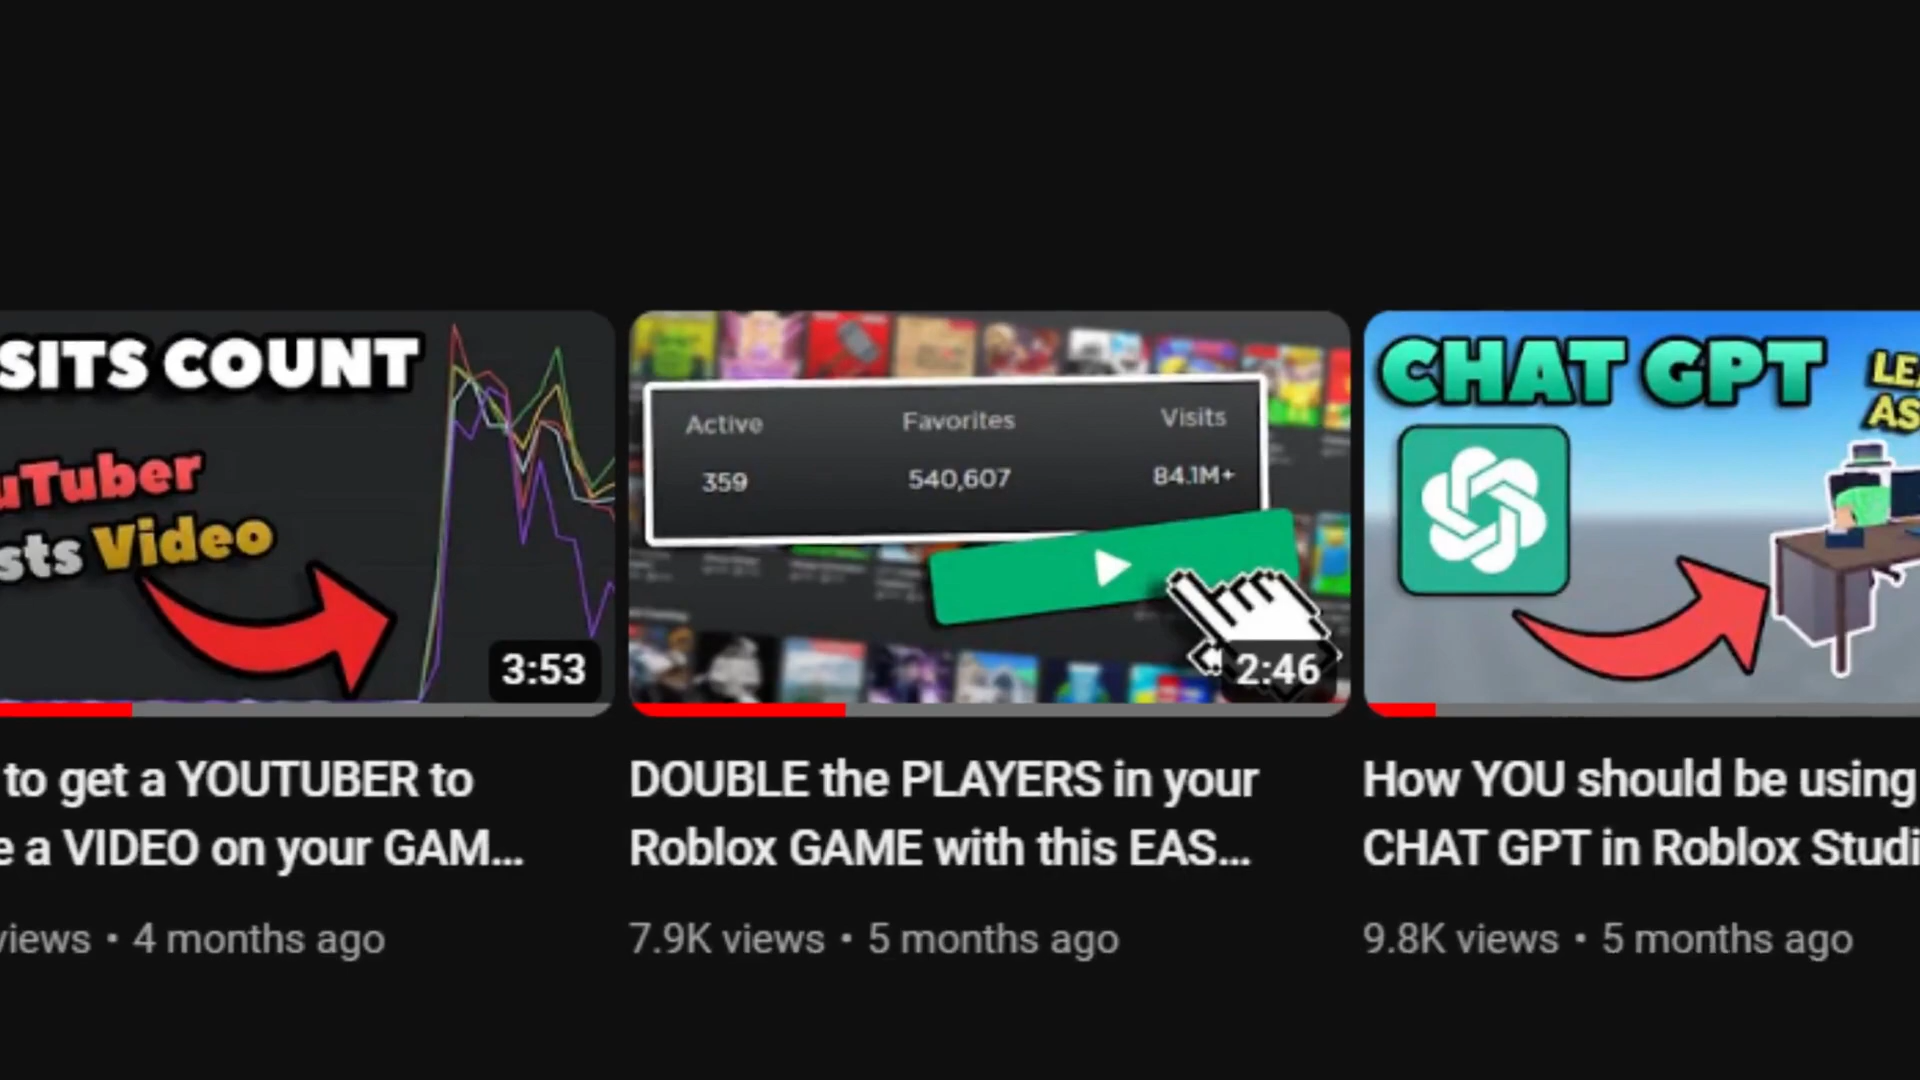 SITS COUNT
uTuber
sts Video
3:53
to get a YOUTUBER to
e a VIDEO on your GAM...
views • 4 months ago
Active Favorites Visits
359 540,607 84.1M+
2:46
DOUBLE the PLAYERS in your
Roblox GAME with this EAS...
7.9K views • 5 months ago
CHAT GPT
LEA
AS
How YOU should be using
CHAT GPT in Roblox Studi
9.8K views • 5 months ago